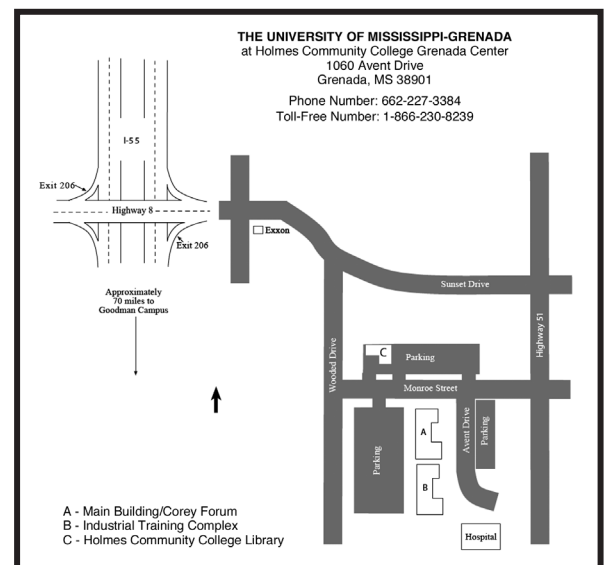 THE UNIVERSITY OF MISSISSIPPI-GRENADA
at Holmes Community College Grenada Center
1060 Avent Drive
Grenada, MS 38901
Phone Number: 662-227-3384
Toll-Free Number: 1-866-230-8239
I-55
Exit 206
Highway 8
Exxon
Exit 206
Sunset Drive
Approximately
70 miles to
Goodman Campus
Highway 51
Wooded Drive
C
Parking
Monroe Street
Avent Drive
Parking
A
Parking
B
A - Main Building/Corey Forum
B - Industrial Training Complex
C - Holmes Community College Library
Hospital